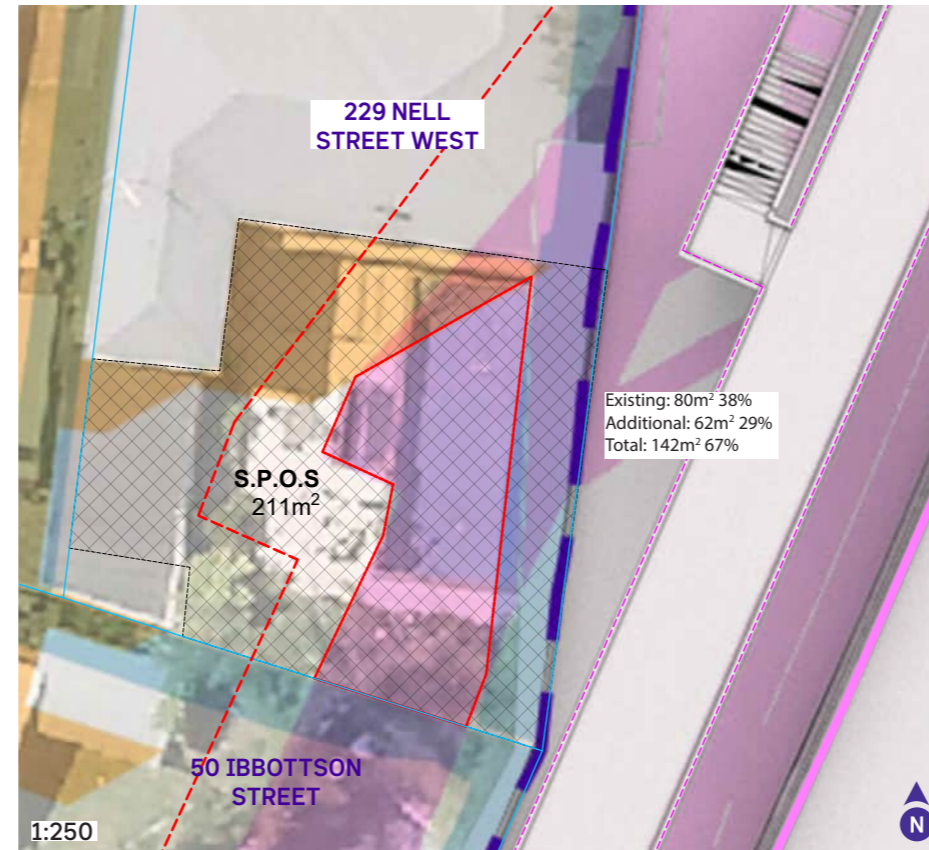 229 NELL
STREET WEST
Existing: 80m² 38%
Additional: 62m² 29%
Total: 142m² 67%
S.P.O.S
211m²
50 IBBOTTSON
STREET
1:250
N